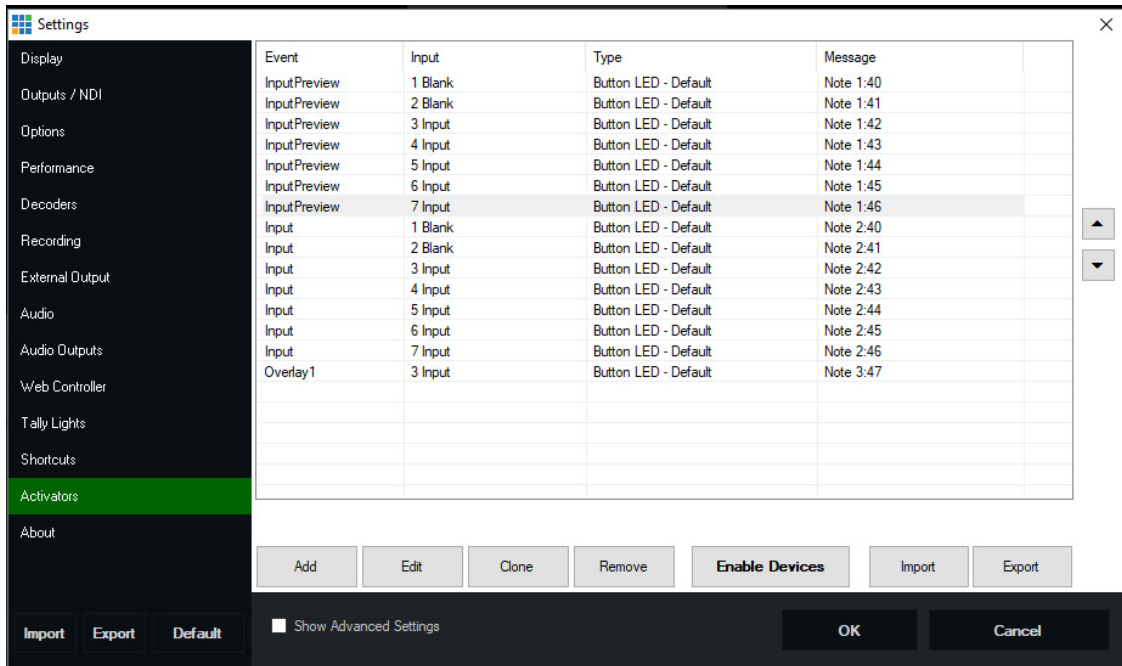 Settings
Display
Outputs / NDI
Options
Performance
Decoders
Recording
External Output
Audio
Audio Outputs
Web Controller
Tally Lights
Shortcuts
Activators
About
Import Export Default
Event Input Type Message
InputPreview 1 Blank Button LED - Default Note 1:40
InputPreview 2 Blank Button LED - Default Note 1:41
InputPreview 3 Input Button LED - Default Note 1:42
InputPreview 4 Input Button LED - Default Note 1:43
InputPreview 5 Input Button LED - Default Note 1:44
InputPreview 6 Input Button LED - Default Note 1:45
InputPreview 7 Input Button LED - Default Note 1:46
Input 1 Blank Button LED - Default Note 2:40
Input 2 Blank Button LED - Default Note 2:41
Input 3 Input Button LED - Default Note 2:42
Input 4 Input Button LED - Default Note 2:43
Input 5 Input Button LED - Default Note 2:44
Input 6 Input Button LED - Default Note 2:45
Input 7 Input Button LED - Default Note 2:46
Overlay1 3 Input Button LED - Default Note 3:47
Add Edit Clone Remove Enable Devices Import Export
Show Advanced Settings OK Cancel